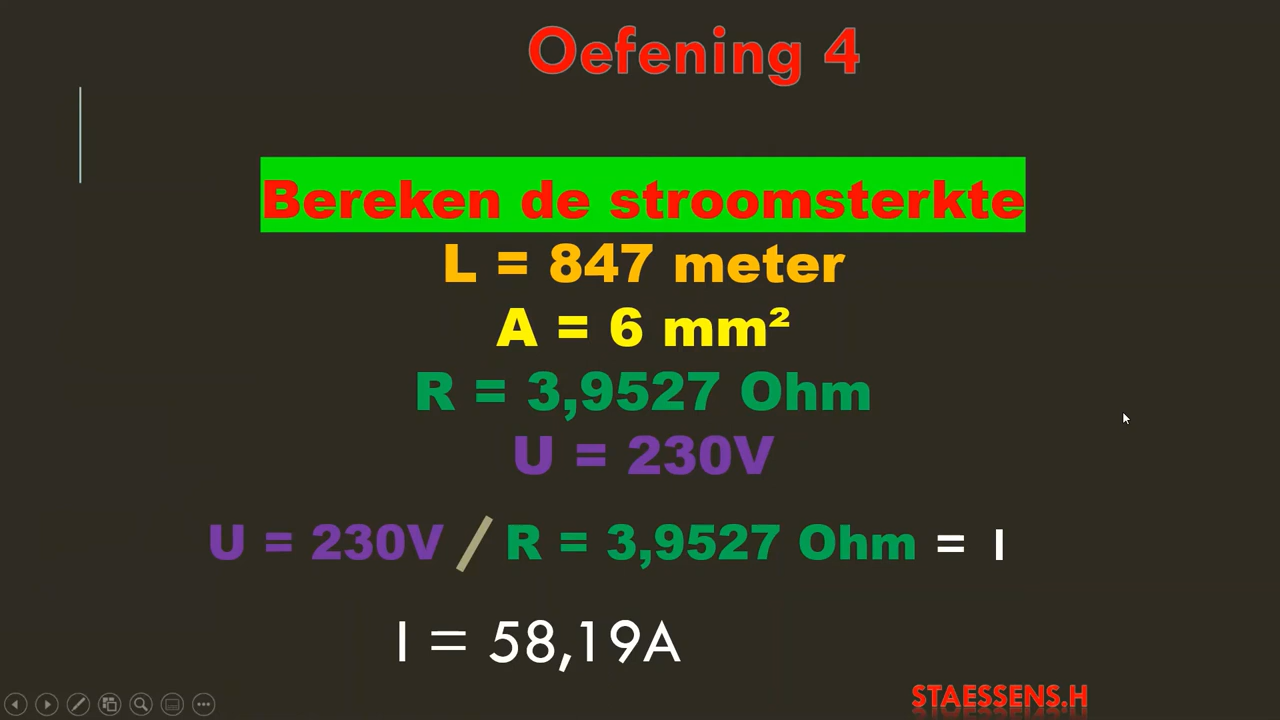 Oefening 4
Bereken de stroomsterkte
L = 847 meter
A = 6 mm²
R = 3,9527 Ohm
U = 230V
U = 230V / R = 3,9527 Ohm = I
I = 58,19A
STAESSENS.H